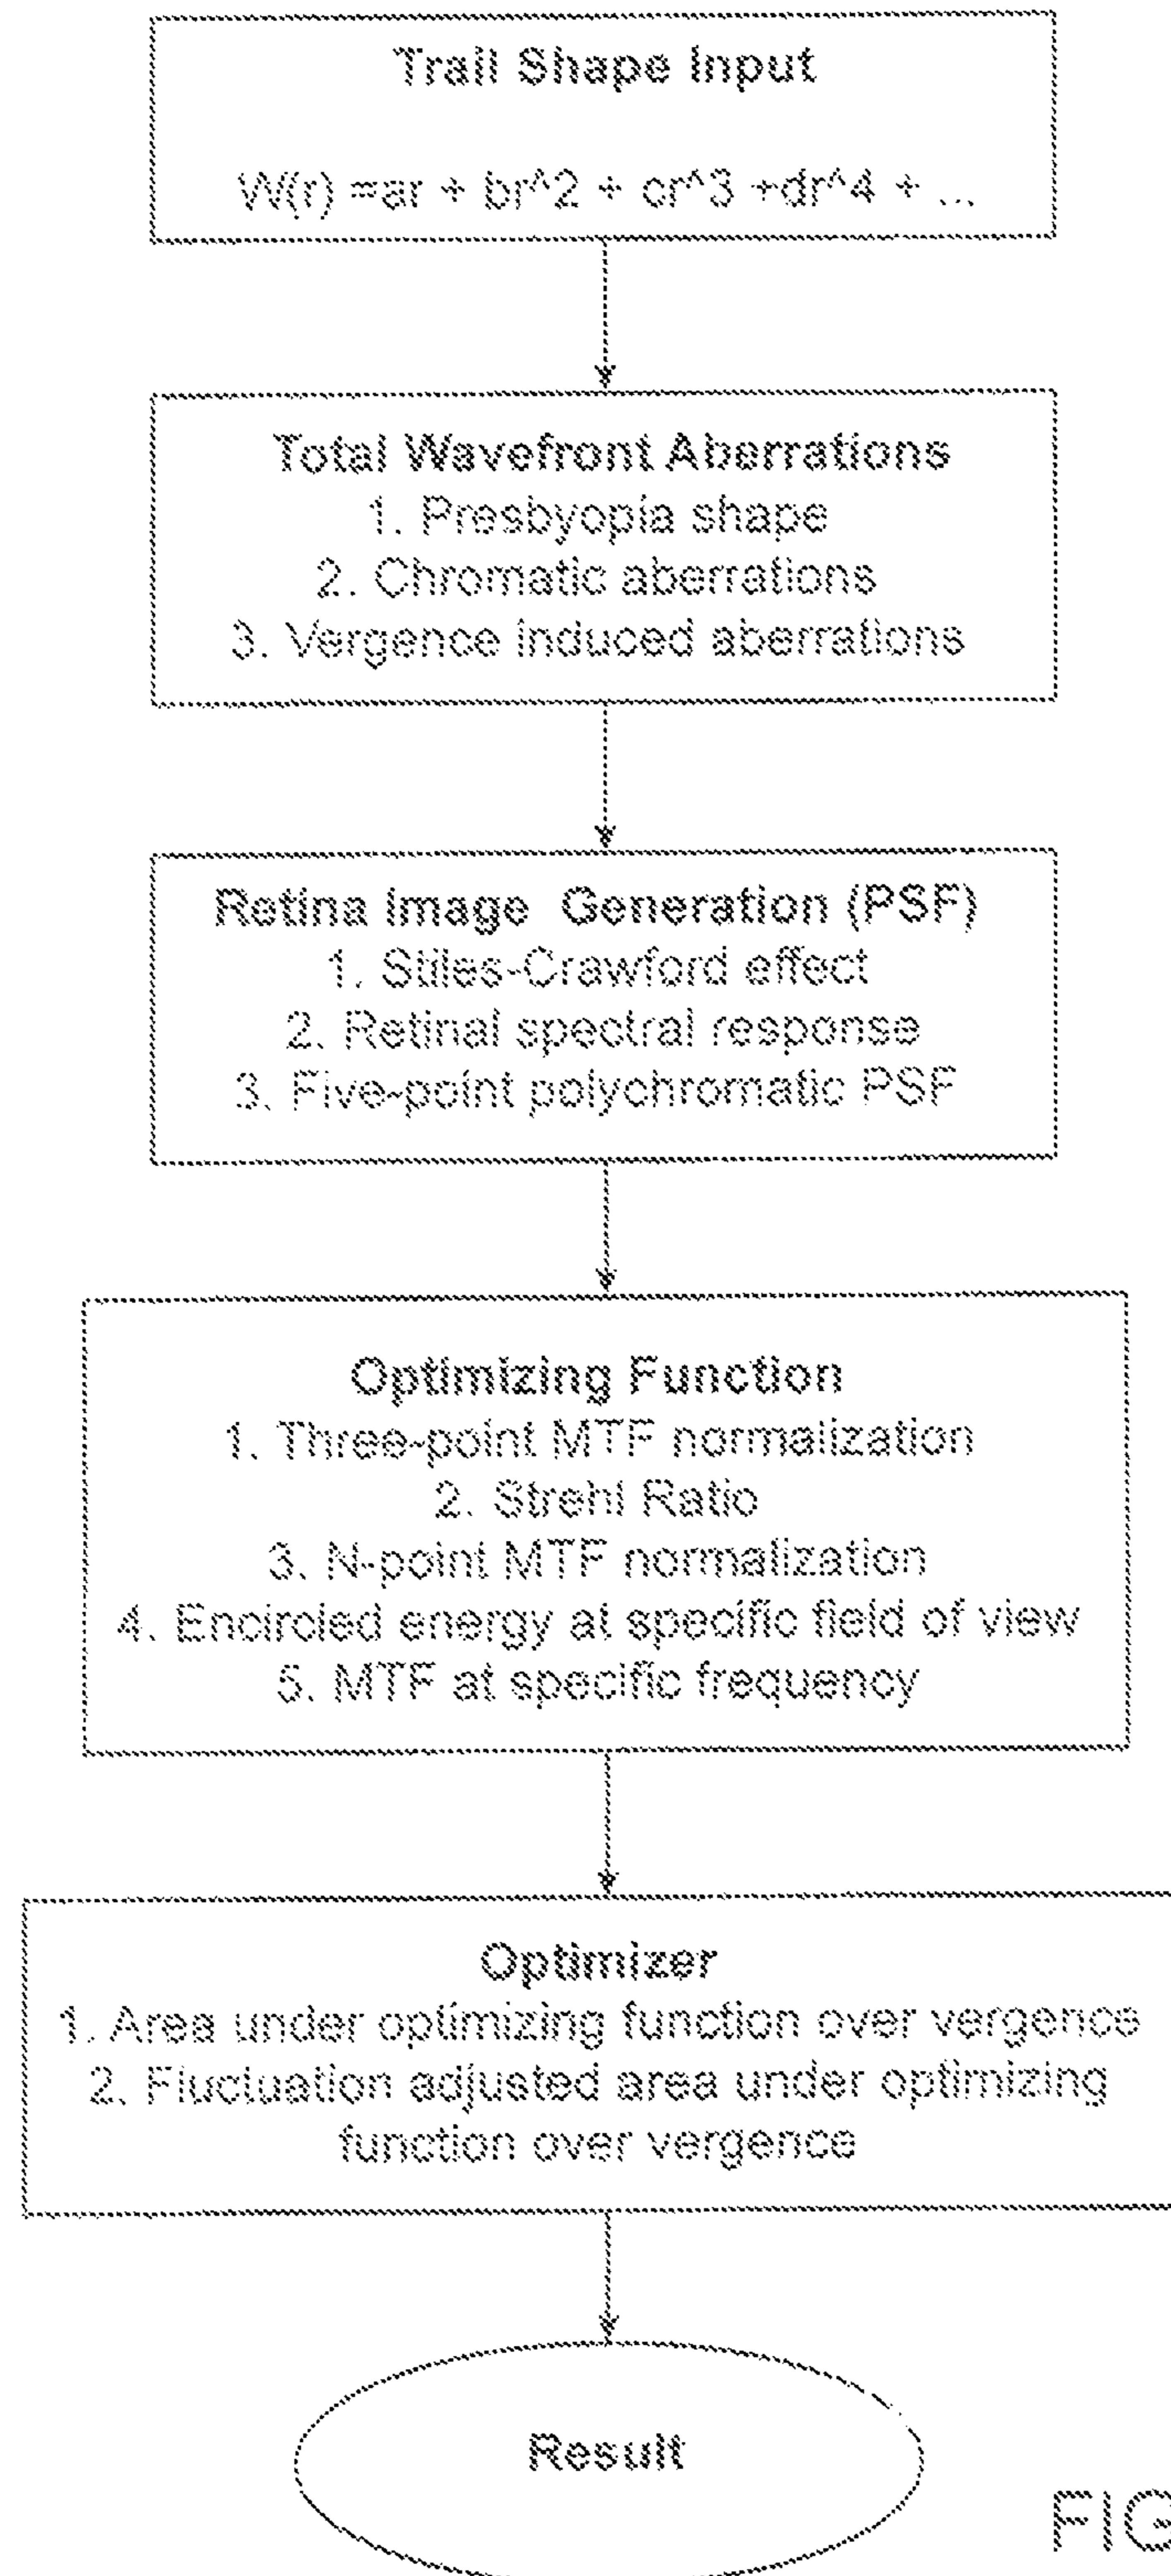 Trail Shape Input
W(r) =ar + br^2 + cr^3 +dr^4 + ...
Total Wavefront Aberrations
1. Presbyopia shape
2. Chromatic aberrations
3. Vergence induced aberrations
Retina Image Generation (PSF)
1. Stiles-Crawford effect
2. Retinal spectral response
3. Five-point polychromatic PSF
Optimizing Function
1. Three-point MTF normalization
2. Strehl Ratio
3. N-point MTF normalization
4. Encircled energy at specific field of view
5. MTF at specific frequency
Optimizer
1. Area under optimizing function over vergence
2. Fluctuation adjusted area under optimizing
function over vergence
Result
FIG